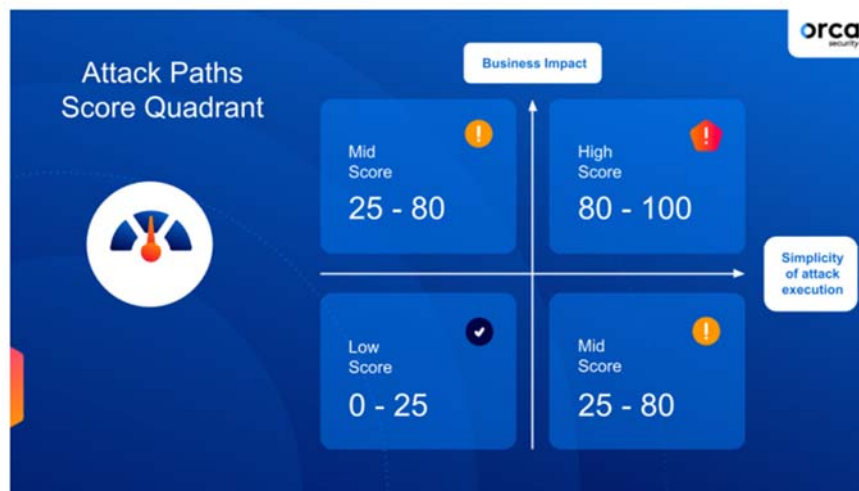 orca
security
Attack Paths
Score Quadrant
Business Impact
Mid
Score
25 - 80
High
Score
80 - 100
Simplicity
of attack
execution
Low
Score
0 - 25
Mid
Score
25 - 80